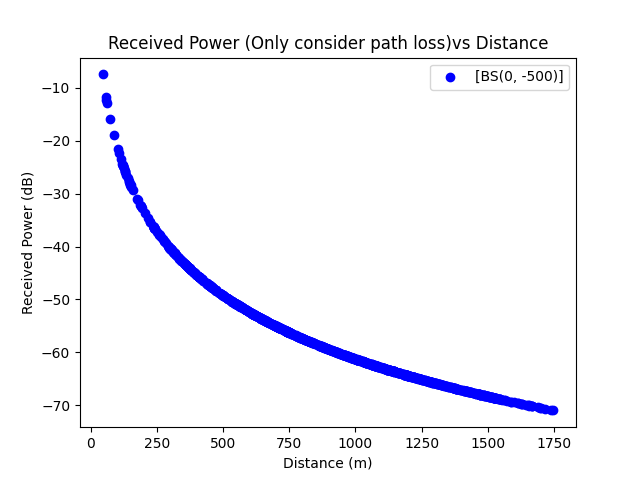 Received Power (Only consider path loss)vs Distance
[BS(0, -500)]
Received Power (dB)
−10
−20
−30
−40
−50
−60
−70
0 250 500 750 1000 1250 1500 1750
Distance (m)